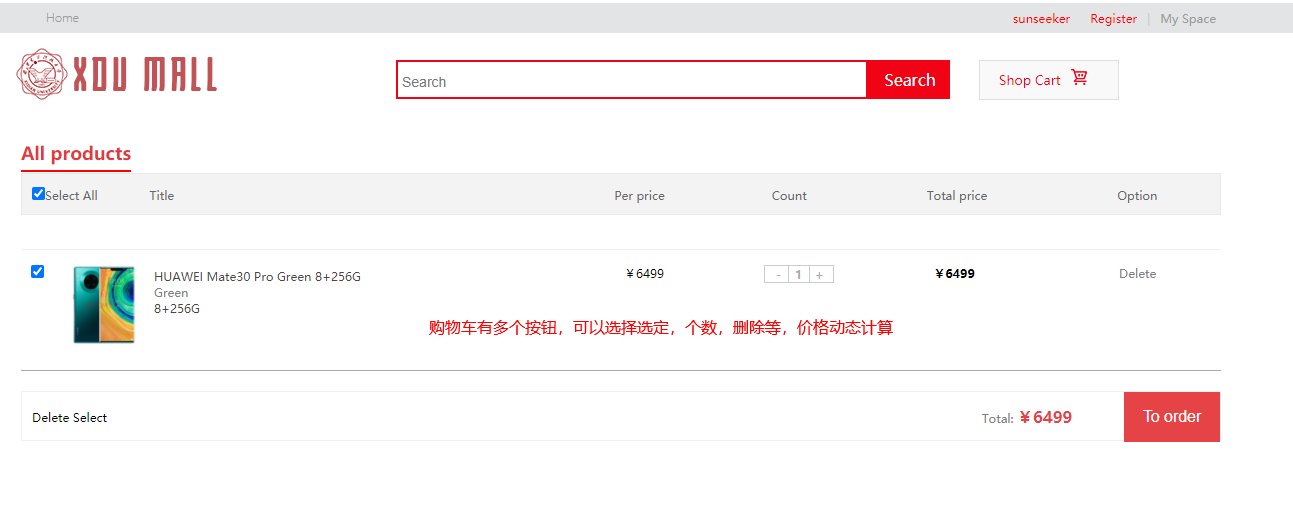 Home
sunseeker Register | My Space
XDU MALL
Search
Search
Shop Cart
All products
Select All Title Per price Count Total price Option
HUAWEI Mate30 Pro Green 8+256G ¥6499 - 1 + ¥6499 Delete
Green
8+256G
购物车有多个按钮，可以选择选定，个数，删除等，价格动态计算
Delete Select Total: ¥6499 To order